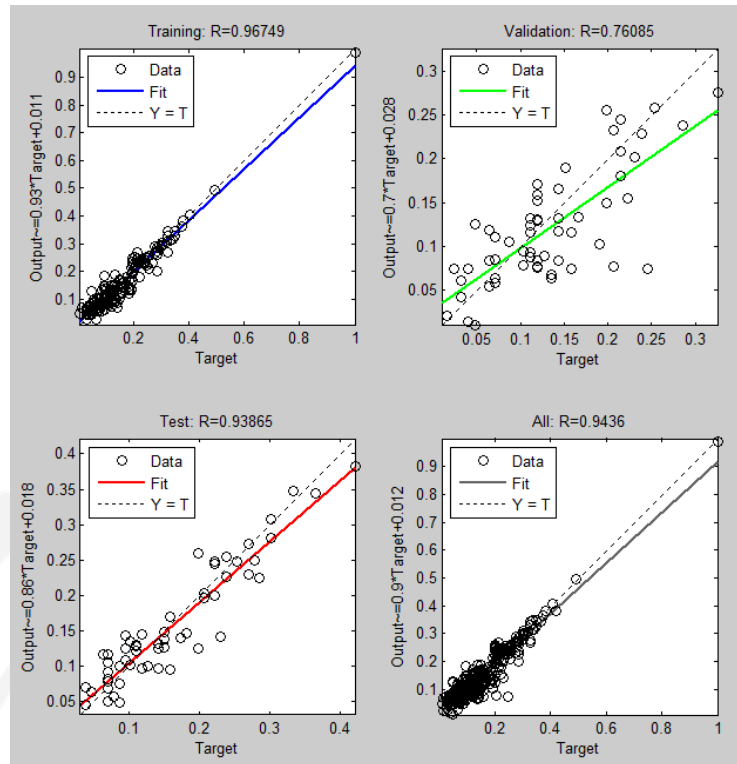 Training: R=0.96749
Output~=0.93*Target+0.011
0.9
0.8
0.7
0.6
0.5
0.4
0.3
0.2
0.1
Data
Fit
Y = T
0.2 0.4 0.6 0.8 1
Target
Validation: R=0.76085
Output~=0.7*Target+0.028
0.3
0.25
0.2
0.15
0.1
0.05
Data
Fit
Y = T
0.05 0.1 0.15 0.2 0.25 0.3
Target
Test: R=0.93865
Output~=0.86*Target+0.018
0.4
0.35
0.3
0.25
0.2
0.15
0.1
0.05
Data
Fit
Y = T
0.1 0.2 0.3 0.4
Target
All: R=0.9436
Output~=0.9*Target+0.012
0.9
0.8
0.7
0.6
0.5
0.4
0.3
0.2
0.1
Data
Fit
Y = T
0.2 0.4 0.6 0.8 1
Target